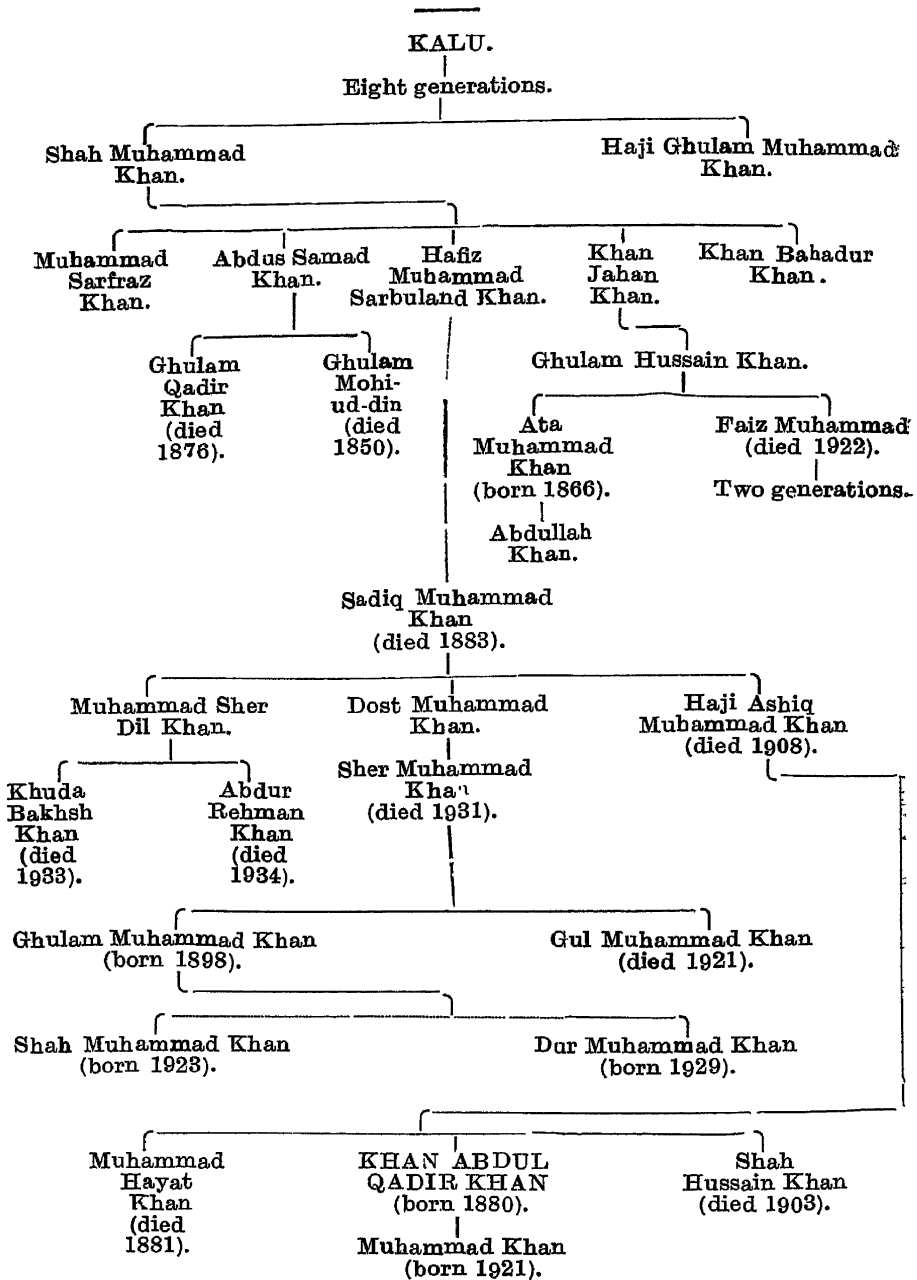 KALU.
Eight generations.
Shah Muhammad
Khan.
Haji Ghulam Muhammad
Khan.
Muhammad
Sarfraz
Khan.
Abdus Samad
Khan.
Hafiz
Muhammad
Sarbuland Khan.
Khan
Jahan
Khan.
Khan Bahadur
Khan.
Ghulam
Qadir
Khan
(died
1876).
Ghulam
Mohi-
ud-din
(died
1850).
Ghulam Hussain Khan.
Ata
Muhammad
Khan
(born 1866).
Abdullah
Khan.
Faiz Muhammad
(died 1922).
Two generations.
Sadiq Muhammad
Khan
(died 1883).
Muhammad Sher
Dil Khan.
Dost Muhammad
Khan.
Haji Ashiq
Muhammad Khan
(died 1908).
Khuda
Bakhsh
Khan
(died
1933).
Abdur
Rehman
Khan
(died
1934).
Sher Muhammad
Khan
(died 1931).
Ghulam Muhammad Khan
(born 1898).
Gul Muhammad Khan
(died 1921).
Shah Muhammad Khan
(born 1923).
Dur Muhammad Khan
(born 1929).
Muhammad
Hayat
Khan
(died
1881).
KHAN ABDUL
QADIR KHAN
(born 1880).
Muhammad Khan
(born 1921).
Shah
Hussain Khan
(died 1903).